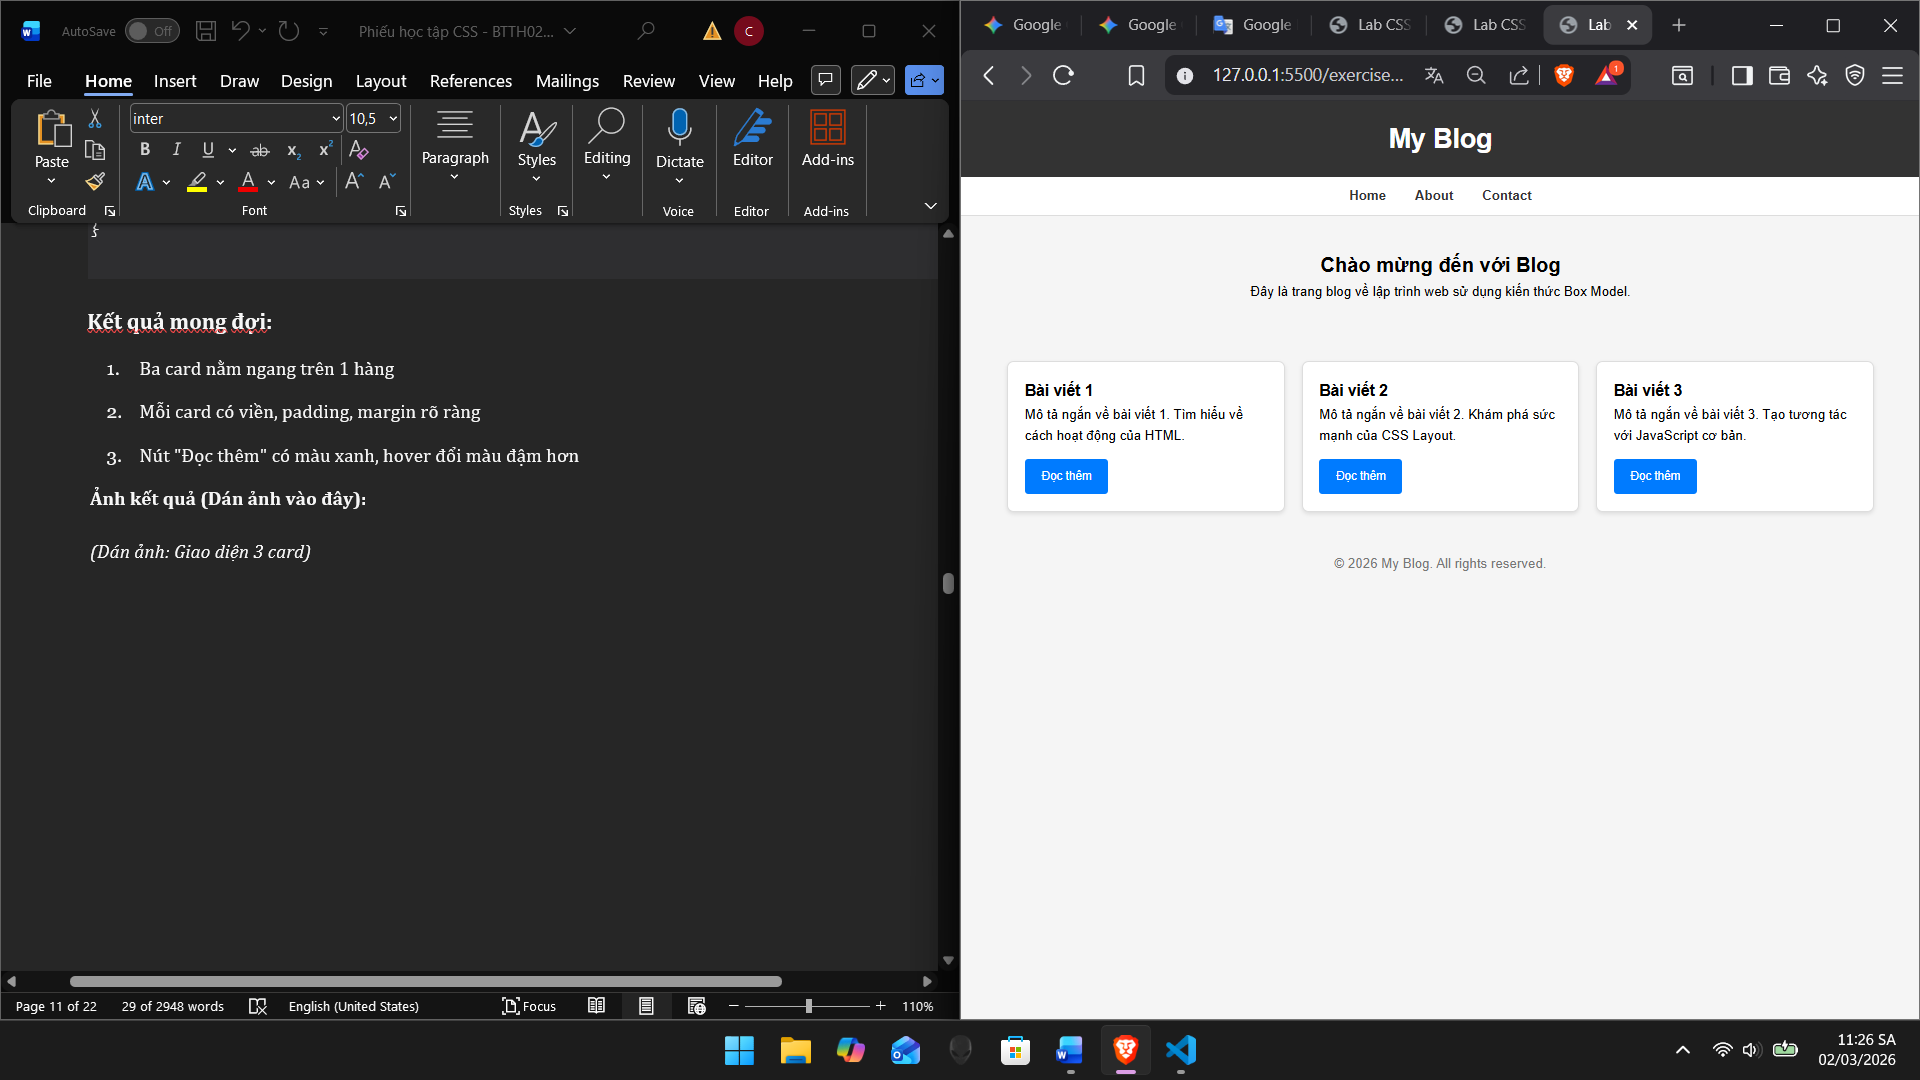 AutoSave Off
Phiếu học tập CSS - BTTH02...
C
File Home Insert Draw Design Layout References Mailings Review View Help
Paste
Clipboard
inter 10,5
B I U ab x₂ x² A
A A Aa A A
Font
Paragraph
Styles
Styles
Editing
Dictate
Voice
Editor
Editor
Add-ins
Add-ins
}
Kết quả mong đợi:
1. Ba card nằm ngang trên 1 hàng
2. Mỗi card có viền, padding, margin rõ ràng
3. Nút "Đọc thêm" có màu xanh, hover đổi màu đậm hơn
Ảnh kết quả (Dán ảnh vào đây):
(Dán ảnh: Giao diện 3 card)
Page 11 of 22 29 of 2948 words English (United States) Focus 110%
Google Google Google Lab CSS Lab CSS Lab
127.0.0.1:5500/exercise... 1
My Blog
Home About Contact
Chào mừng đến với Blog
Đây là trang blog về lập trình web sử dụng kiến thức Box Model.
Bài viết 1
Mô tả ngắn về bài viết 1. Tìm hiểu về
cách hoạt động của HTML.
Đọc thêm
Bài viết 2
Mô tả ngắn về bài viết 2. Khám phá sức
mạnh của CSS Layout.
Đọc thêm
Bài viết 3
Mô tả ngắn về bài viết 3. Tạo tương tác
với JavaScript cơ bản.
Đọc thêm
© 2026 My Blog. All rights reserved.
11:26 SA
02/03/2026